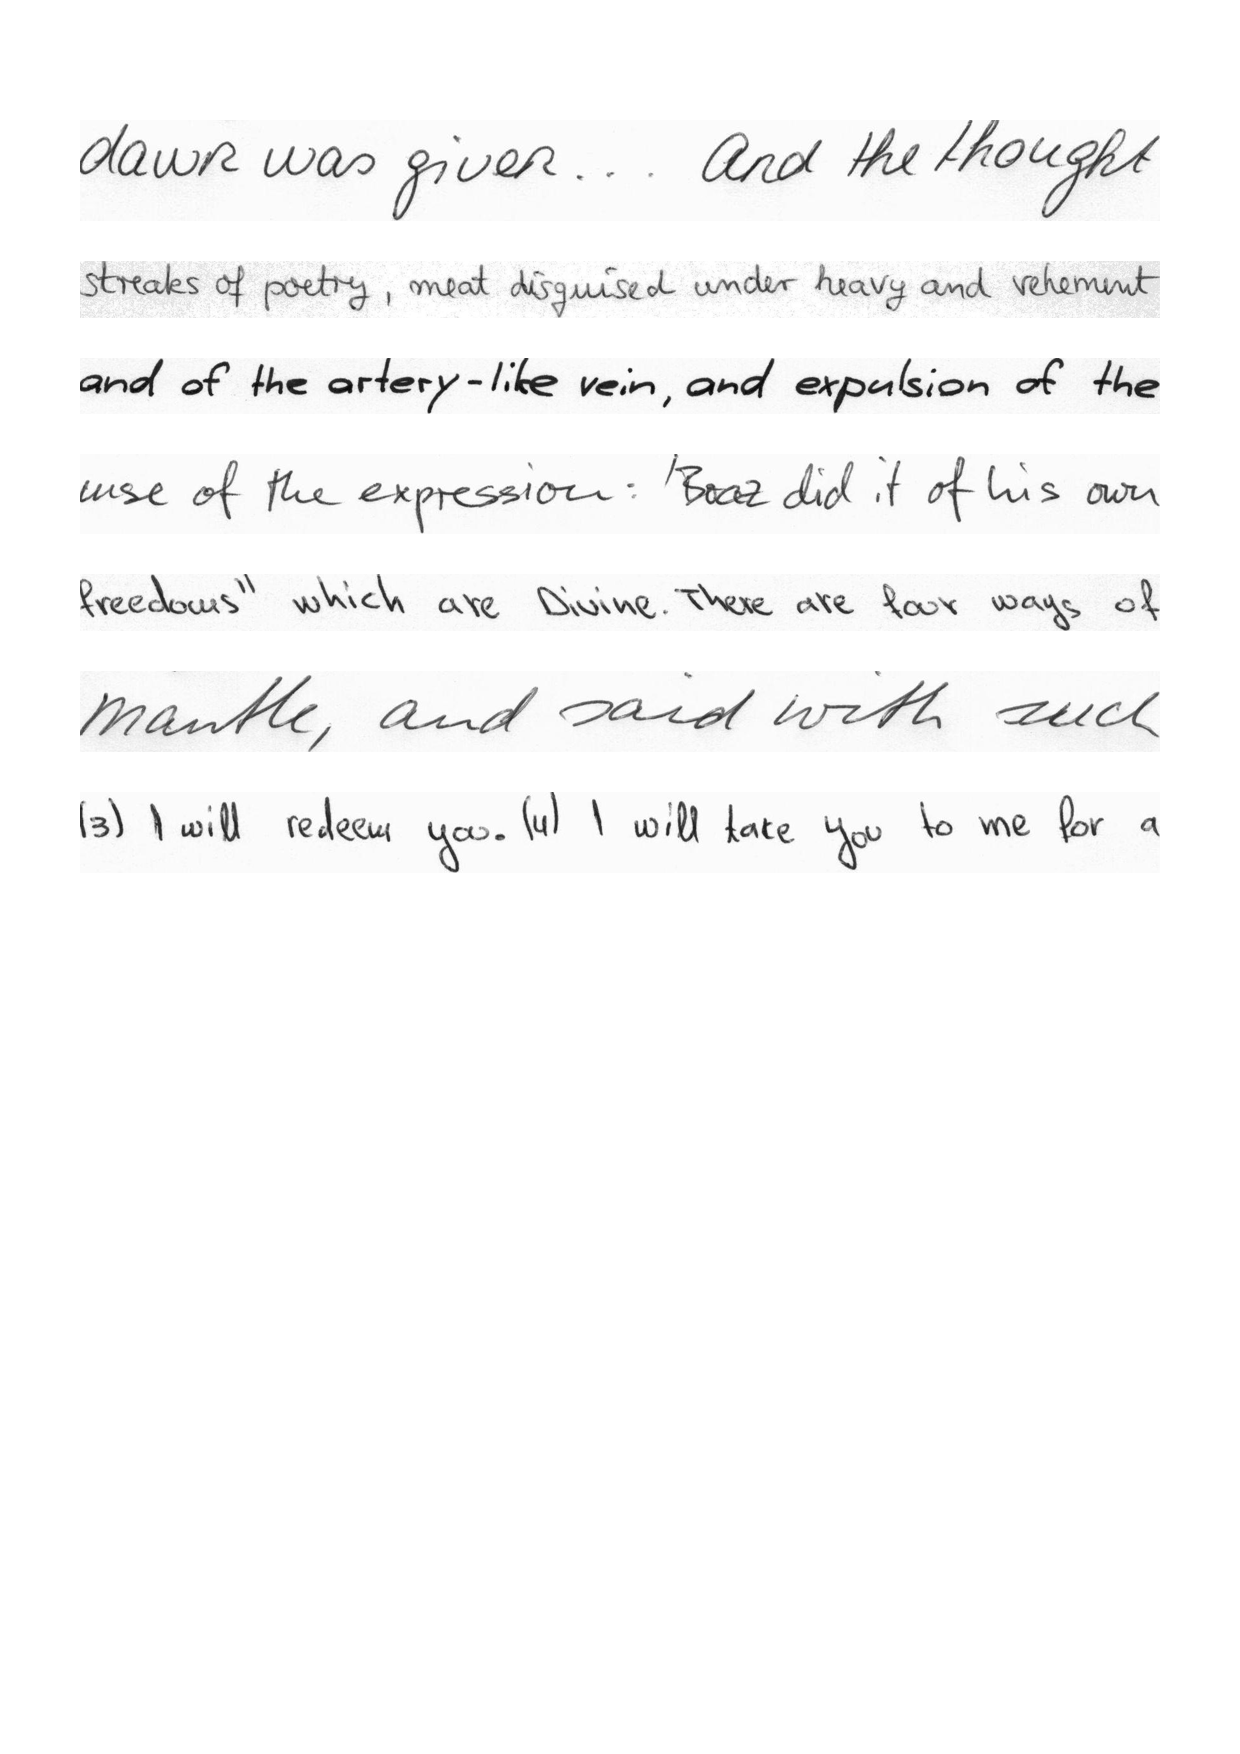 dawn was given... And the thought
streaks of poetry, meat disguised under heavy and vehement
and of the artery-like vein, and expulsion of the
use of the expression: 'Boaz did it of his own
freedoms" which are Divine. There are four ways of
mantle, and said with such
(3) I will redeem you. (4) I will take you to me for a